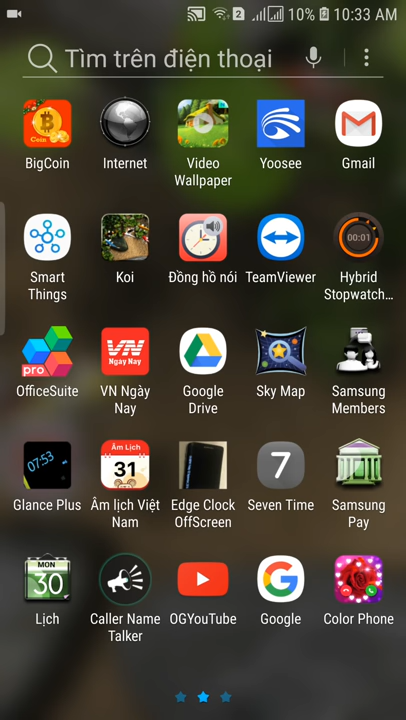 2 10% 10:33 AM
Tìm trên điện thoại
Coin
BigCoin
Internet
Video
Wallpaper
Yoosee
Gmail
00:01
Smart
Things
Koi
Đồng hồ nói
TeamViewer
Hybrid
Stopwatch...
pro
OfficeSuite
VN
Ngày Nay
VN Ngày
Nay
Google
Drive
Sky Map
Samsung
Members
07:53
Glance Plus
Âm Lịch
31
Âm lịch Việt
Nam
Edge Clock
OffScreen
7
Seven Time
Samsung
Pay
MON
30
Lịch
Caller Name
Talker
OGYouTube
G
Google
Color Phone